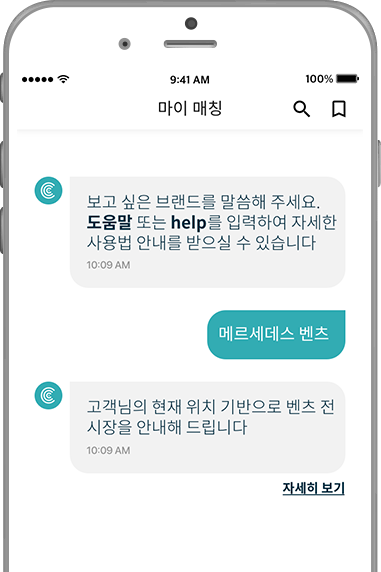 9:41 AM
100%
마이 매칭
보고 싶은 브랜드를 말씀해 주세요.
도움말 또는 help를 입력하여 자세한
사용법 안내를 받으실 수 있습니다
10:09 AM
메르세데스 벤츠
고객님의 현재 위치 기반으로 벤츠 전
시장을 안내해 드립니다
10:09 AM
자세히 보기